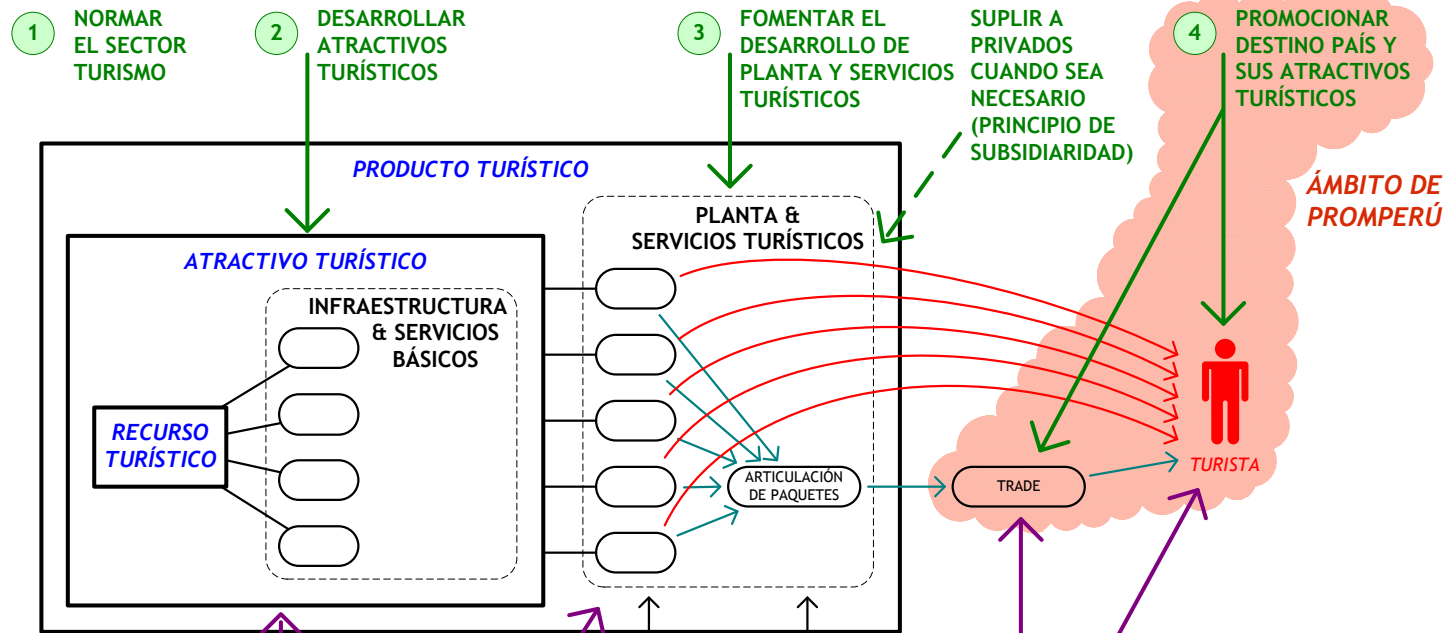 1
NORMAR
EL SECTOR
TURISMO
2
DESARROLLAR
ATRACTIVOS
TURÍSTICOS
3
FOMENTAR EL
DESARROLLO DE
PLANTA Y SERVICIOS
TURÍSTICOS
SUPLIR A
PRIVADOS
CUANDO SEA
NECESARIO
(PRINCIPIO DE
SUBSIDIARIDAD)
4
PROMOCIONAR
DESTINO PAÍS Y
SUS ATRACTIVOS
TURÍSTICOS
ÁMBITO DE
PROMPERÚ
PRODUCTO TURÍSTICO
PLANTA &
SERVICIOS TURÍSTICOS
ATRACTIVO TURÍSTICO
INFRAESTRUCTURA
& SERVICIOS
BÁSICOS
RECURSO
TURÍSTICO
ARTICULACIÓN
DE PAQUETES
TRADE
TURISTA